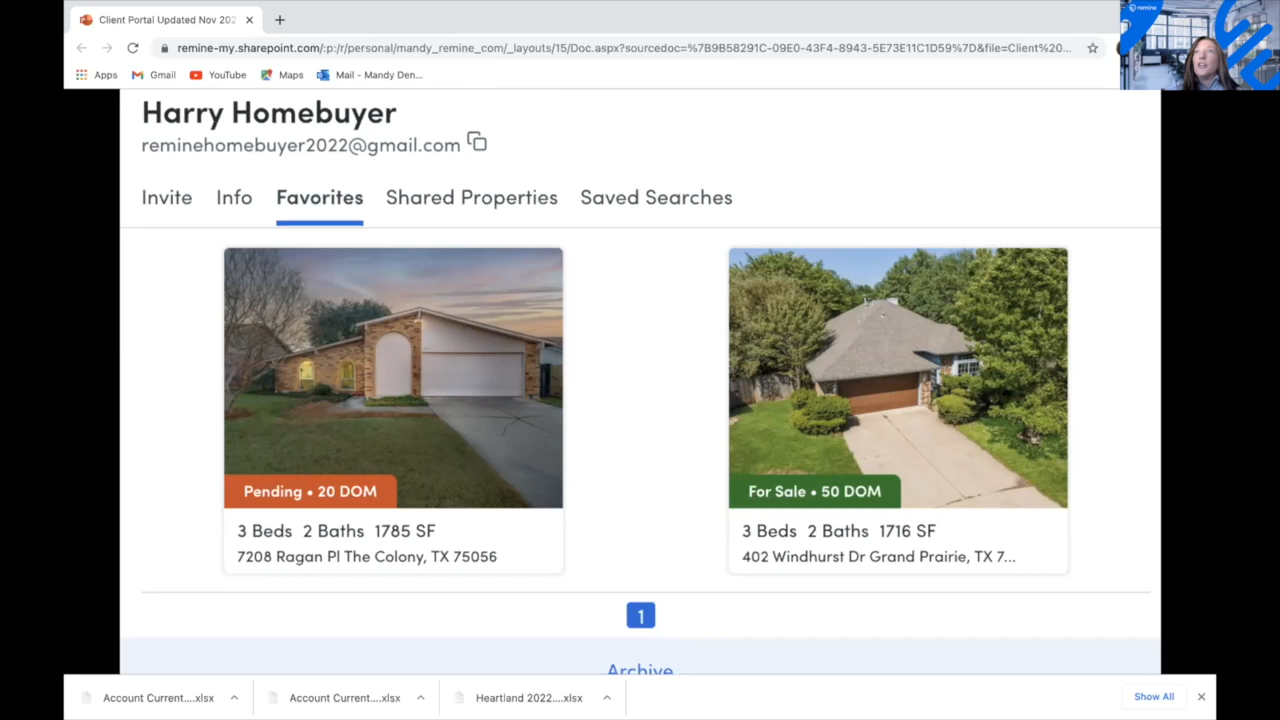 Client Portal Updated Nov 202
remine
remine-my.sharepoint.com/:p:r/personal/mandy_remine_com/_layouts/15/Doc.aspx?sourcedoc=%7B9B58291C-09E0-43F4-8943-5E73E11C1D59%7D&file=Client%20...
Apps Gmail YouTube Maps Mail - Mandy Den...
Harry Homebuyer
reminehomebuyer2022@gmail.com
Invite Info Favorites Shared Properties Saved Searches
Pending • 20 DOM
3 Beds 2 Baths 1785 SF
7208 Ragan Pl The Colony, TX 75056
For Sale • 50 DOM
3 Beds 2 Baths 1716 SF
402 Windhurst Dr Grand Prairie, TX 7...
1
Archive
Account Current....xlsx Account Current....xlsx Heartland 2022....xlsx Show All